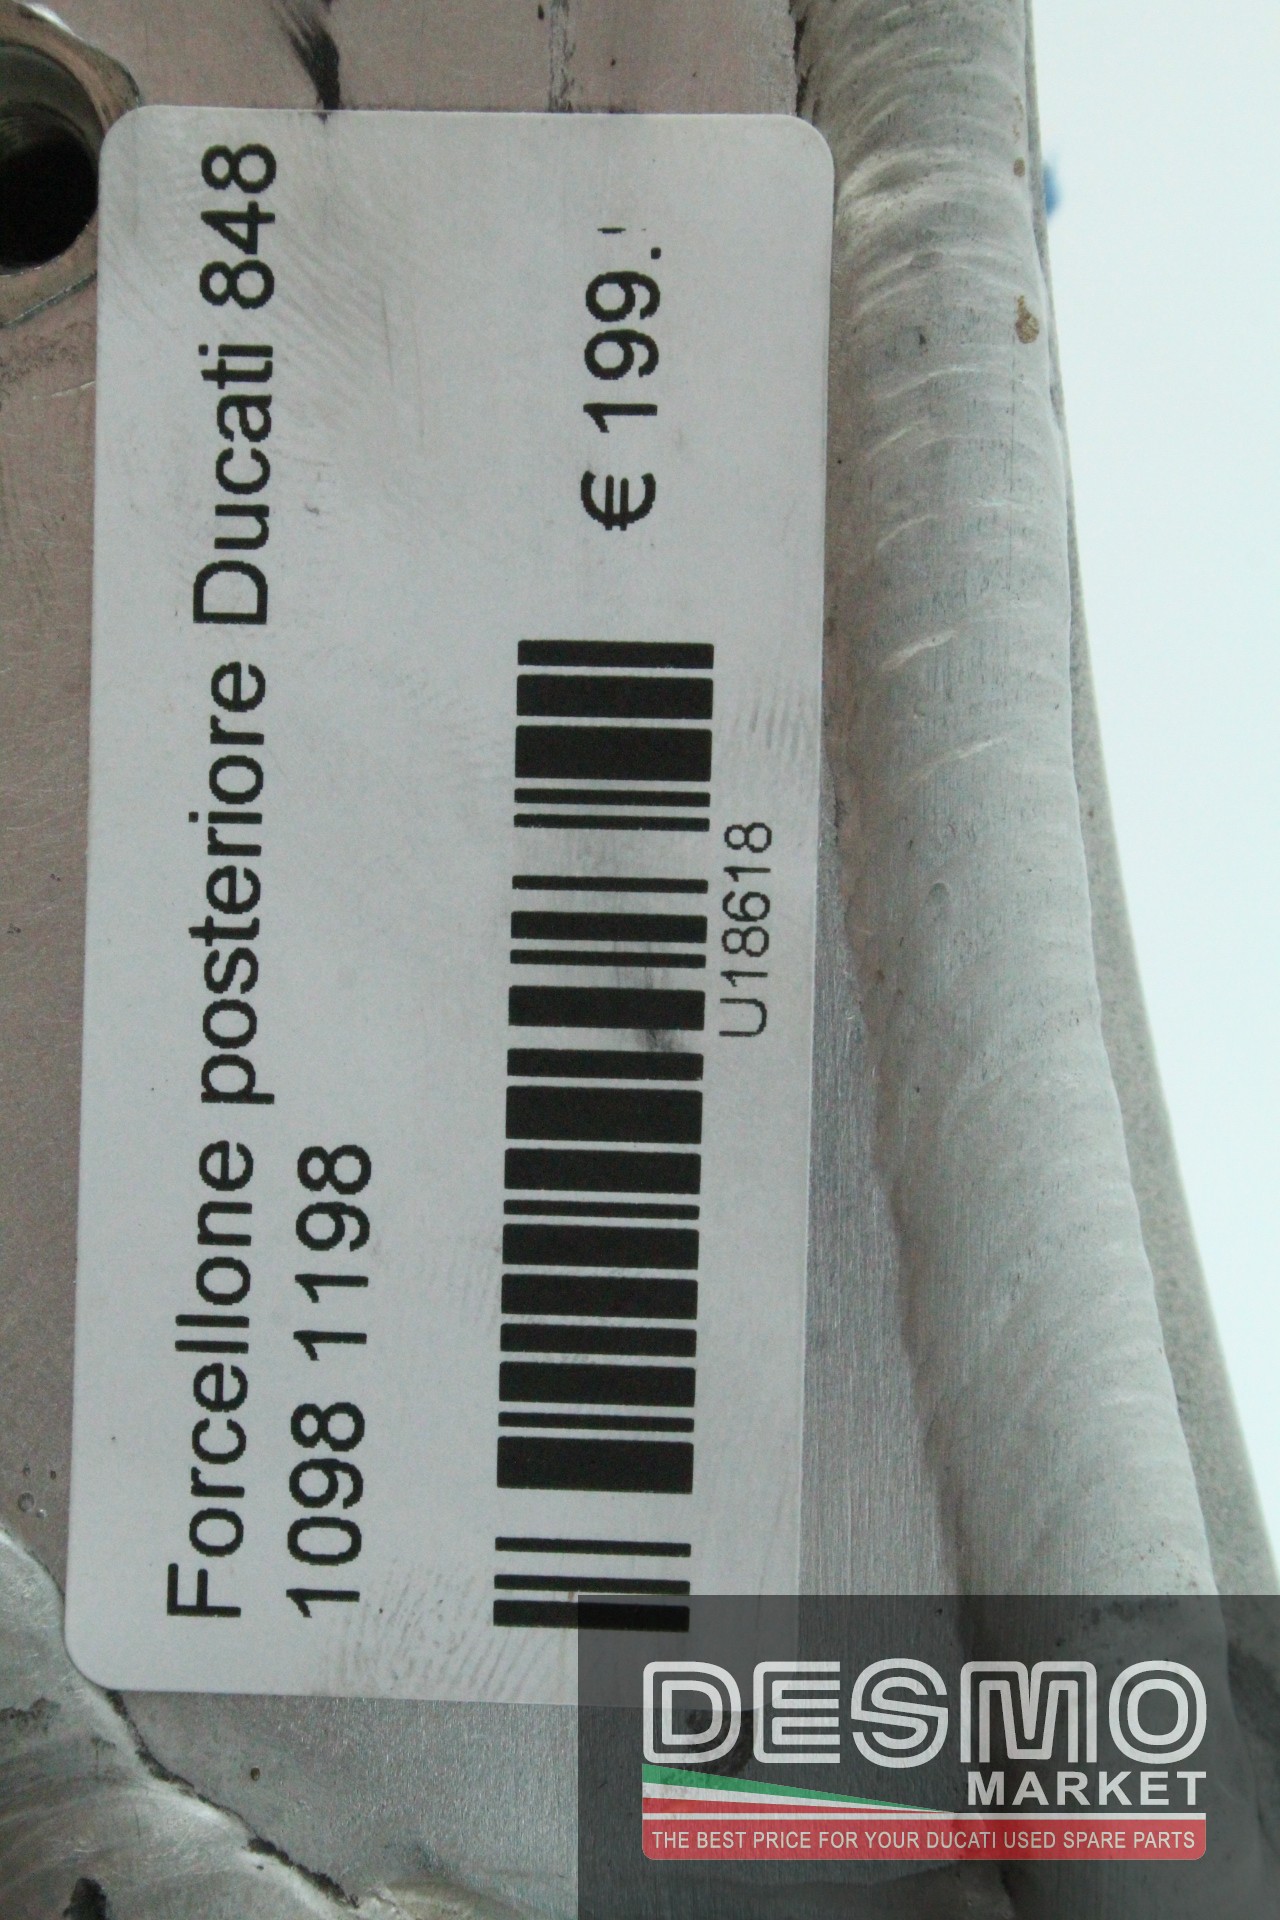 Forcellone posteriore Ducati 848
1098 1198
€ 199.
U18618
DESMO
MARKET
THE BEST PRICE FOR YOUR DUCATI USED SPARE PARTS